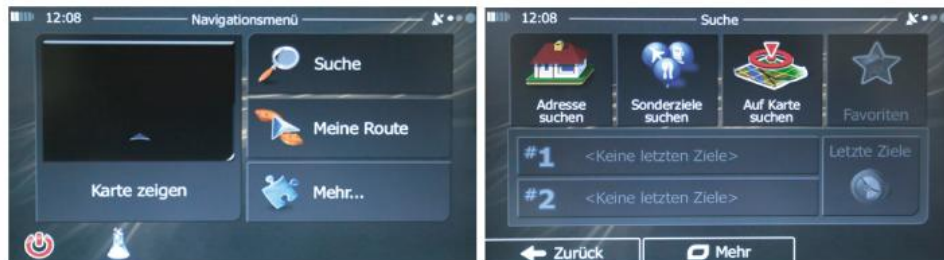 12:08 Navigationsmenü
Suche
Meine Route
Karte zeigen
Mehr...
12:08 Suche
Adresse suchen
Sonderziele suchen
Auf Karte suchen
Favoriten
#1 <Keine letzten Ziele>
Letzte Ziele
#2 <Keine letzten Ziele>
Zurück
Mehr